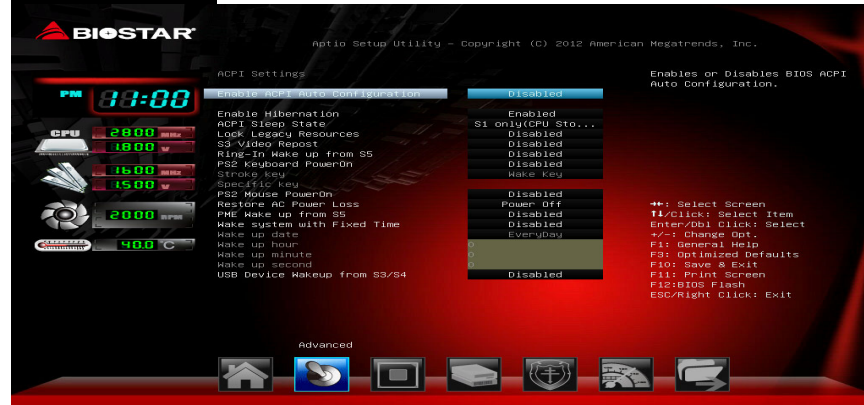 BIOSTAR
Aptio Setup Utility – Copyright (C) 2012 American Megatrends, Inc.
ACPI Settings
Enable ACPI Auto Configuration Disabled
Enable Hibernation Enabled
ACPI Sleep State S1 only(CPU Sto...
Lock Legacy Resources Disabled
S3 Video Repost Disabled
Ring-In Wake up from S5 Disabled
PS2 Keyboard PowerOn Disabled
Stroke key Wake Key
Specific key
PS2 Mouse PowerOn Disabled
Restore AC Power Loss Power Off
PME Wake up from S5 Disabled
Wake system with Fixed Time Disabled
Wake up date EveryDay
Wake up hour 0
Wake up minute 0
Wake up second 0
USB Device Wakeup from S3/S4 Disabled
Enables or Disables BIOS ACPI
Auto Configuration.
→←: Select Screen
↑↓/Click: Select Item
Enter/Dbl Click: Select
+/-: Change Opt.
F1: General Help
F3: Optimized Defaults
F10: Save & Exit
F11: Print Screen
F12:BIOS Flash
ESC/Right Click: Exit
PM 11:00
CPU 2800 MHz
1.800 V
1600 MHz
1.500 V
2000 RPM
40.0 °C
Advanced